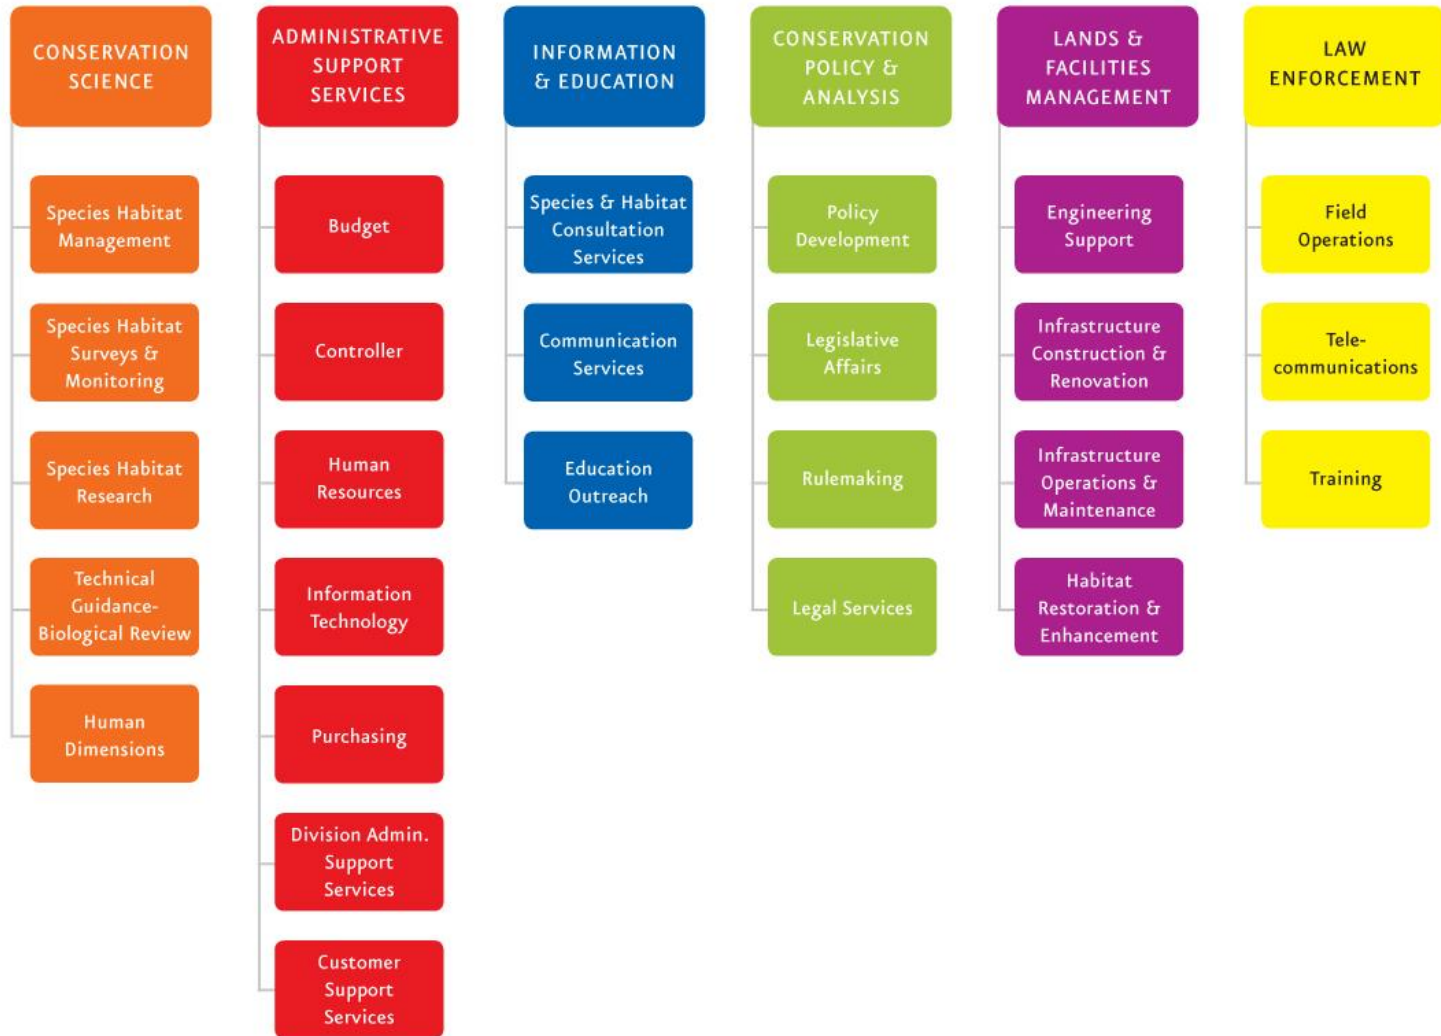 CONSERVATION
SCIENCE
Species Habitat
Management
Species Habitat
Surveys &
Monitoring
Species Habitat
Research
Technical
Guidance-
Biological Review
Human
Dimensions
ADMINISTRATIVE
SUPPORT
SERVICES
Budget
Controller
Human
Resources
Information
Technology
Purchasing
Division Admin.
Support
Services
Customer
Support
Services
INFORMATION
& EDUCATION
Species & Habitat
Consultation
Services
Communication
Services
Education
Outreach
CONSERVATION
POLICY &
ANALYSIS
Policy
Development
Legislative
Affairs
Rulemaking
Legal Services
LANDS &
FACILITIES
MANAGEMENT
Engineering
Support
Infrastructure
Construction &
Renovation
Infrastructure
Operations &
Maintenance
Habitat
Restoration &
Enhancement
LAW
ENFORCEMENT
Field
Operations
Tele-
communications
Training